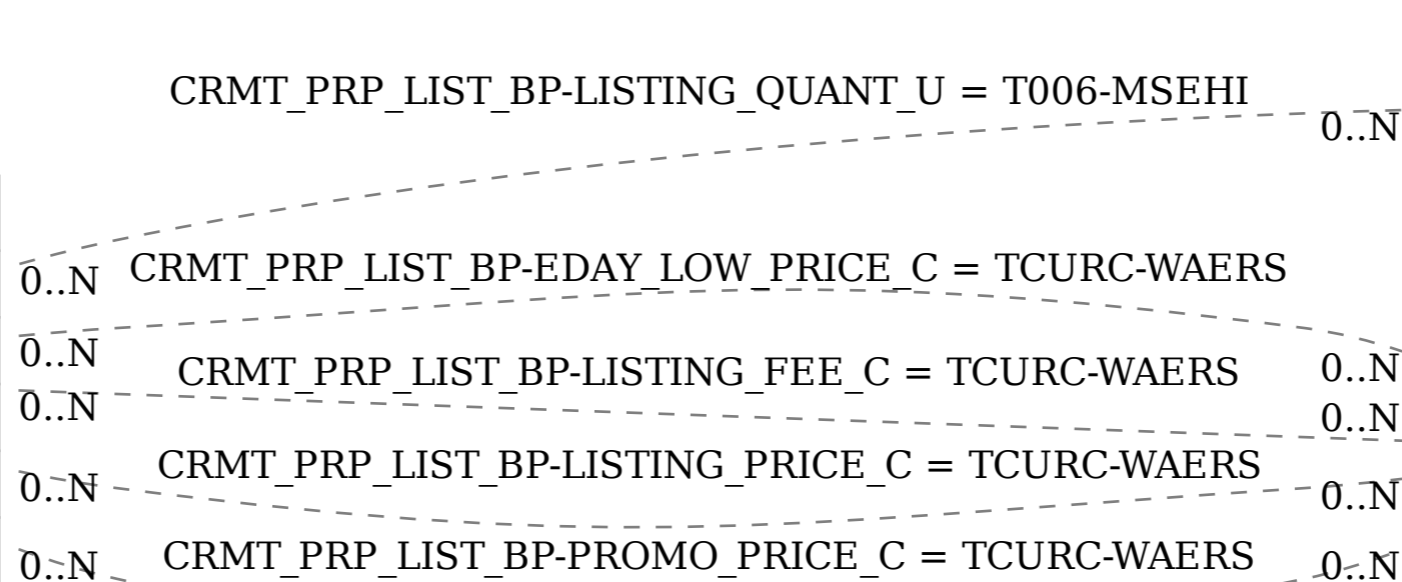 CRMT_PRP_LIST_BP-LISTING_QUANT_U = T006-MSEHI
0..N
0..N
CRMT_PRP_LIST_BP-EDAY_LOW_PRICE_C = TCURC-WAERS
0..N
CRMT_PRP_LIST_BP-LISTING_FEE_C = TCURC-WAERS
0..N
0..N
0..N
CRMT_PRP_LIST_BP-LISTING_PRICE_C = TCURC-WAERS
0..N
0..N
CRMT_PRP_LIST_BP-PROMO_PRICE_C = TCURC-WAERS
0..N
0..N